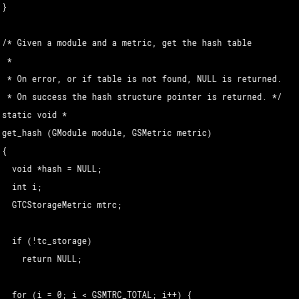 }
/* Given a module and a metric, get the hash table
 *
 * On error, or if table is not found, NULL is returned.
 * On success the hash structure pointer is returned. */
static void *
get_hash (GModule module, GSMetric metric)
{
  void *hash = NULL;
  int i;
  GTCStorageMetric mtrc;
  if (!tc_storage)
    return NULL;
  for (i = 0; i < GSMTRC_TOTAL; i++) {